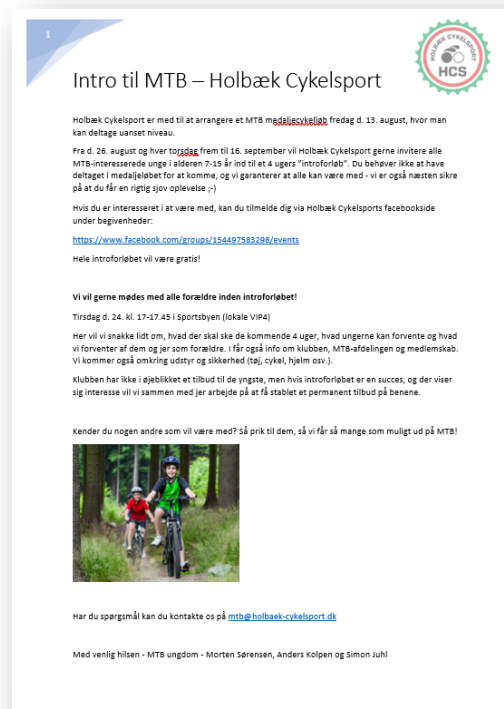 1
HOLBÆK CYKELSPORT
HCS
Intro til MTB – Holbæk Cykelsport
Holbæk Cykelsport er med til at arrangere et MTB medaljecykelløb fredag d. 13. august, hvor man
kan deltage uanset niveau.
Fra d. 26. august og hver torsdag frem til 16. september vil Holbæk Cykelsport gerne invitere alle
MTB-interesserede unge i alderen 7-15 år ind til et 4 ugers "introforløb". Du behøver ikke at have
deltaget i medaljeløbet for at komme, og vi garanterer at alle kan være med - vi er også næsten sikre
på at du får en rigtig sjov oplevelse ;-)
Hvis du er interesseret i at være med, kan du tilmelde dig via Holbæk Cykelsports facebookside
under begivenheder:
https://www.facebook.com/groups/154497583298/events
Hele introforløbet vil være gratis!
Vi vil gerne mødes med alle forældre inden introforløbet!
Tirsdag d. 24. kl. 17-17.45 i Sportsbyen (lokale VIP4)
Her vil vi snakke lidt om, hvad der skal ske de kommende 4 uger, hvad ungerne kan forvente og hvad
vi forventer af dem og jer som forældre. I får også info om klubben, MTB-afdelingen og medlemskab.
Vi kommer også omkring udstyr og sikkerhed (tøj, cykel, hjelm osv.).
Klubben har ikke i øjeblikket et tilbud til de yngste, men hvis introforløbet er en succes, og der viser
sig interesse vil vi sammen med jer arbejde på at få stablet et permanent tilbud på benene.
Kender du nogen andre som vil være med? Så prik til dem, så vi får så mange som muligt ud på MTB!
Har du spørgsmål kan du kontakte os på mtb@holbaek-cykelsport.dk
Med venlig hilsen - MTB ungdom - Morten Sørensen, Anders Kolpen og Simon Juhl